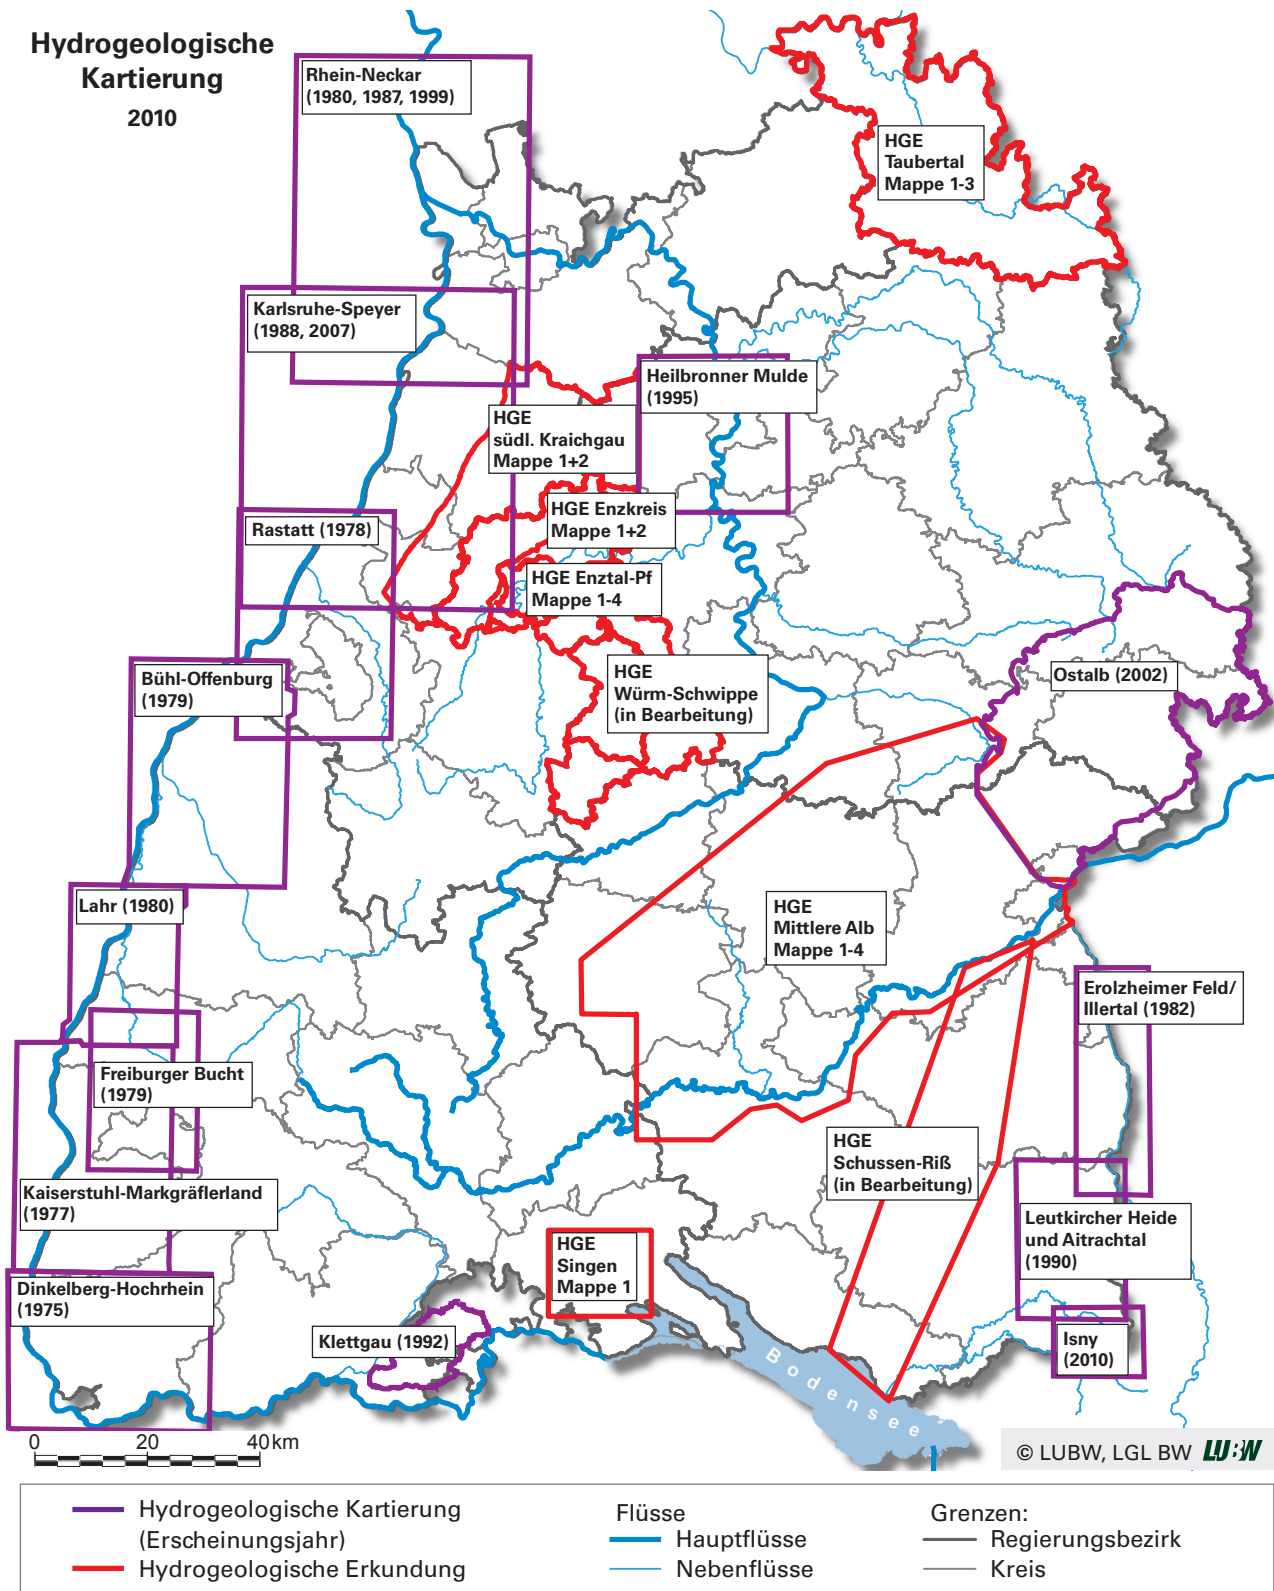 Hydrogeologische
Kartierung
2010
Rhein-Neckar
(1980, 1987, 1999)
HGE
Taubertal
Mappe 1-3
Karlsruhe-Speyer
(1988, 2007)
Heilbronner Mulde
(1995)
HGE
südl. Kraichgau
Mappe 1+2
HGE Enzkreis
Mappe 1+2
Rastatt (1978)
HGE Enztal-Pf
Mappe 1-4
HGE
Würm-Schwippe
(in Bearbeitung)
Ostalb (2002)
Bühl-Offenburg
(1979)
Lahr (1980)
HGE
Mittlere Alb
Mappe 1-4
Erolzheimer Feld/
Illertal (1982)
Freiburger Bucht
(1979)
HGE
Schussen-Riß
(in Bearbeitung)
Kaiserstuhl-Markgräflerland
(1977)
Leutkircher Heide
und Aitrachtal
(1990)
HGE
Singen
Mappe 1
Dinkelberg-Hochrhein
(1975)
Klettgau (1992)
Isny
(2010)
Bodensee
0 20 40 km
© LUBW, LGL BW LUBW
Hydrogeologische Kartierung
(Erscheinungsjahr)
Hydrogeologische Erkundung
Flüsse
Hauptflüsse
Nebenflüsse
Grenzen:
Regierungsbezirk
Kreis